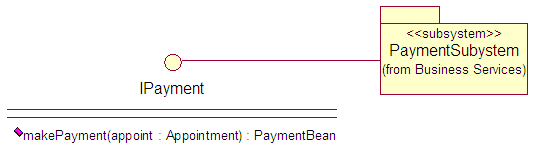 <<subsystem>>
PaymentSubystem
(from Business Services)
IPayment
makePayment(appoint : Appointment) : PaymentBean